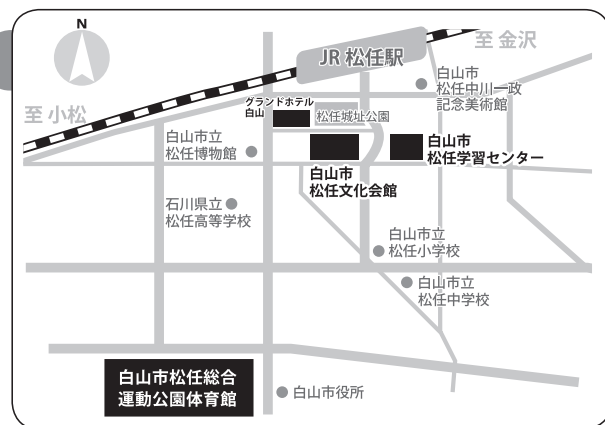 N
至 金沢
JR 松任駅
白山市
松任中川一政
記念美術館
至 小松
グランドホテル
白山
松任城址公園
白山市立
松任博物館
白山市
松任学習センター
白山市
松任文化会館
石川県立
松任高等学校
白山市立
松任小学校
白山市立
松任中学校
白山市松任総合
運動公園体育館
白山市役所